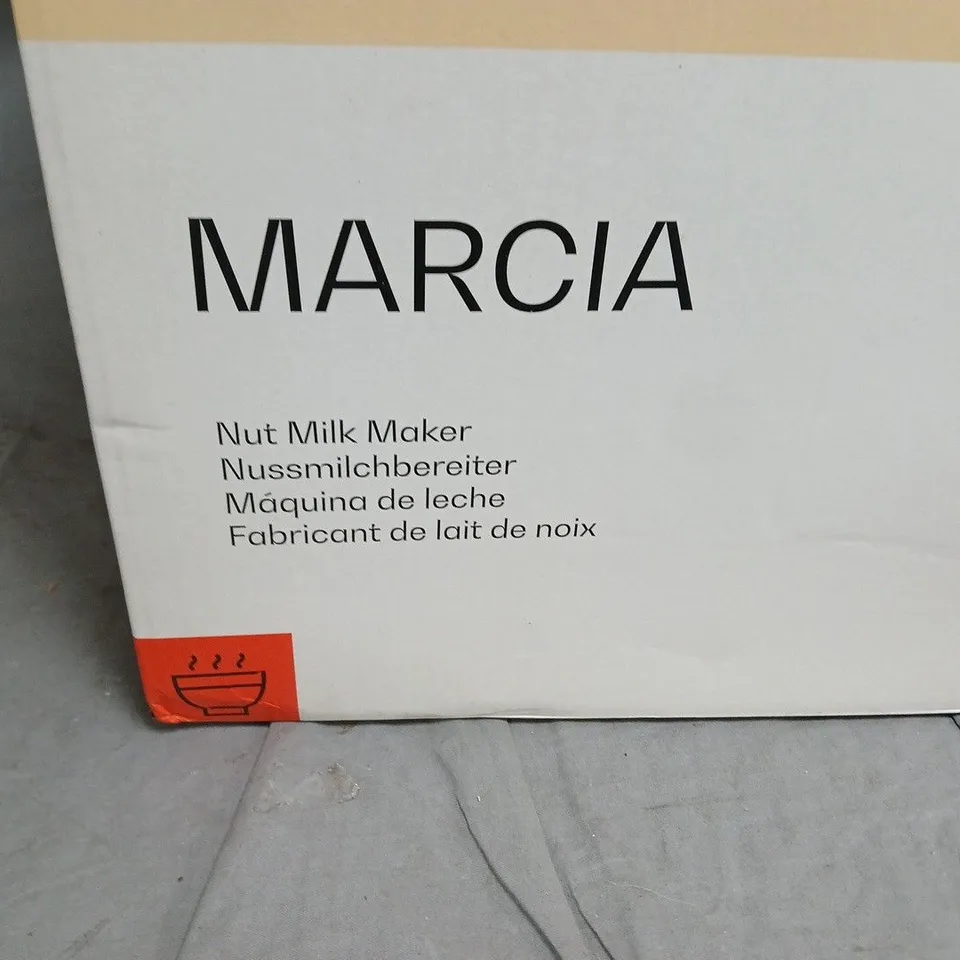 MARCIA
Nut Milk Maker
Nussmilchbereiter
Máquina de leche
Fabricant de lait de noix